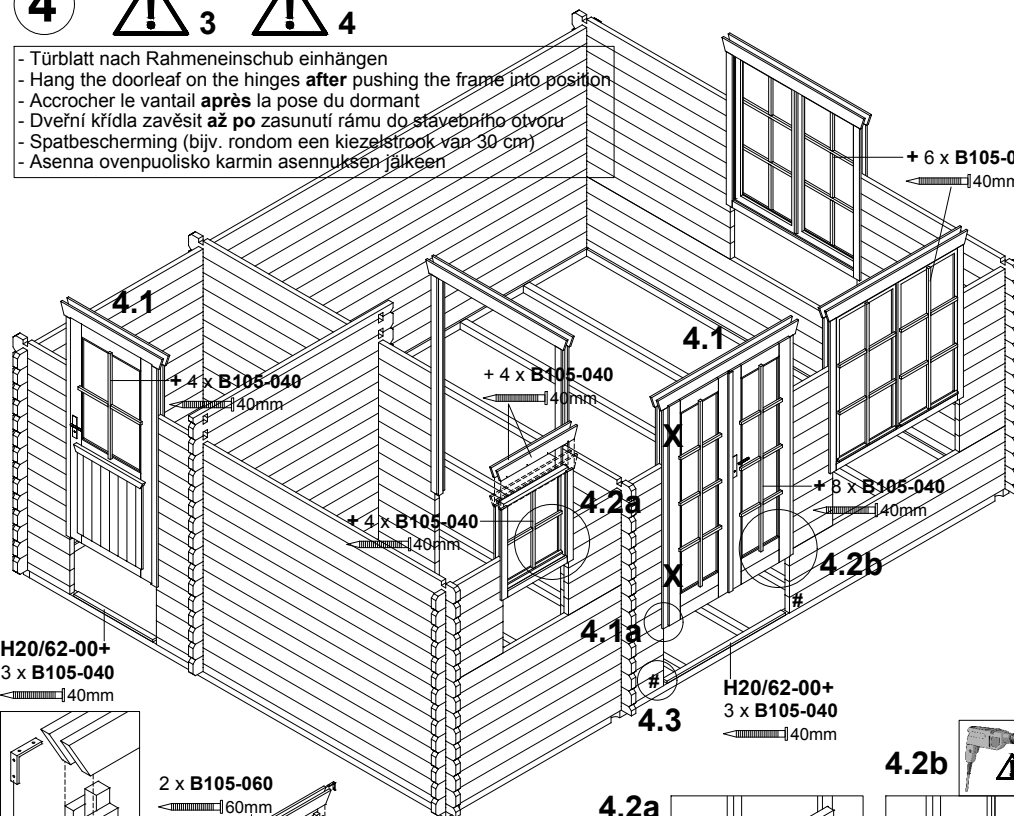 4
3
4
- Türblatt nach Rahmeneinschub einhängen
- Hang the doorleaf on the hinges after pushing the frame into position
- Accrocher le vantail après la pose du dormant
- Dveřní křídla zavěsit až po zasunutí rámu do stavebního otvoru
- Spatbescherming (bijv. rondom een kiezelstrook van 30 cm)
- Asenna ovenpuolisko karmin asennuksen jälkeen
+ 6 x B105-0
40mm
4.1
4.1
+ 4 x B105-040
40mm
+ 4 x B105-040
40mm
X
+ 8 x B105-040
40mm
4.2a
+ 4 x B105-040
40mm
4.2b
X
#
4.1a
H20/62-00+
3 x B105-040
40mm
#
4.3
H20/62-00+
3 x B105-040
40mm
2 x B105-060
60mm
4.2b
4.2a